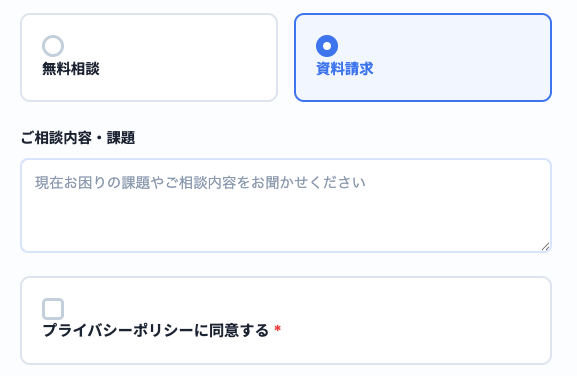 無料相談
資料請求
ご相談内容・課題
現在お困りの課題やご相談内容をお聞かせください
プライバシーポリシーに同意する *